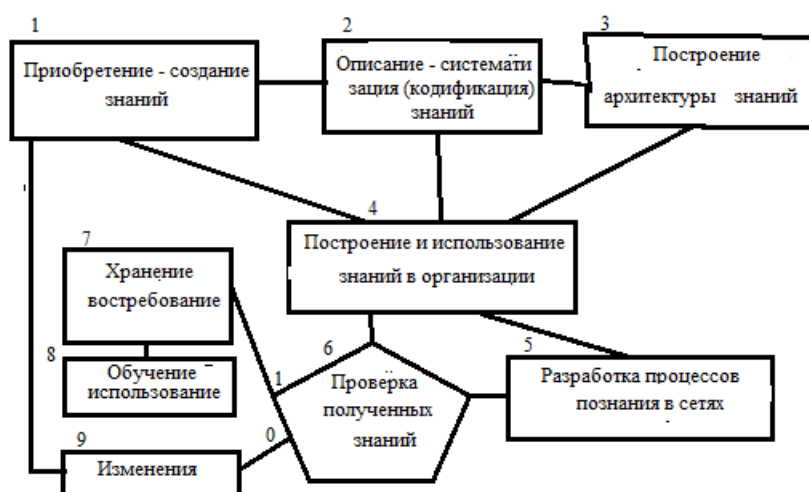 1
Приобретение - создание
знаний
2
Описание - системати
зация (кодификация)
знаний
3
Построение
архитектуры знаний
4
Построение и использование
знаний в организации
7
Хранение
востребование
8
Обучение
использование
6
1
0
Проверка
полученных
знаний
5
Разработка процессов
познания в сетях
9
Изменения